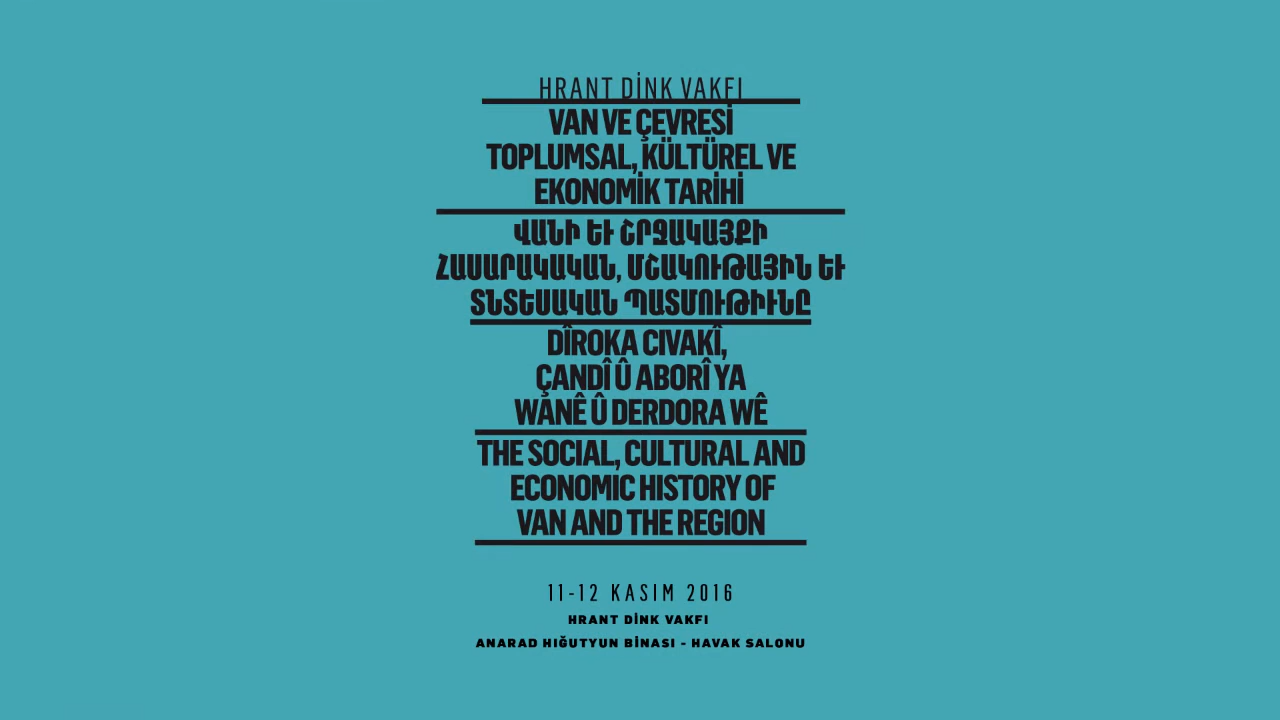 HRANT DİNK VAKFI
VAN VE ÇEVRESİ
TOPLUMSAL, KÜLTÜREL VE
EKONOMİK TARİHİ
ՎԱՆԻ ԵՒ ՇՐՋԱԿԱՅՔԻ
ՀԱՍԱՐԱԿԱԿԱՆ, ՄՇԱԿՈՒԹԱՅԻՆ ԵՒ
ՏՆՏԵՍԱԿԱՆ ՊԱՏՄՈՒԹԻՒՆԸ
DÎROKA CIVAKÎ,
ÇANDÎ Û ABORÎ YA
WANÊ Û DERDORA WÊ
THE SOCIAL, CULTURAL AND
ECONOMIC HISTORY OF
VAN AND THE REGION
11-12 KASIM 2016
HRANT DİNK VAKFI
ANARAD HIĞUTYUN BİNASI - HAVAK SALONU